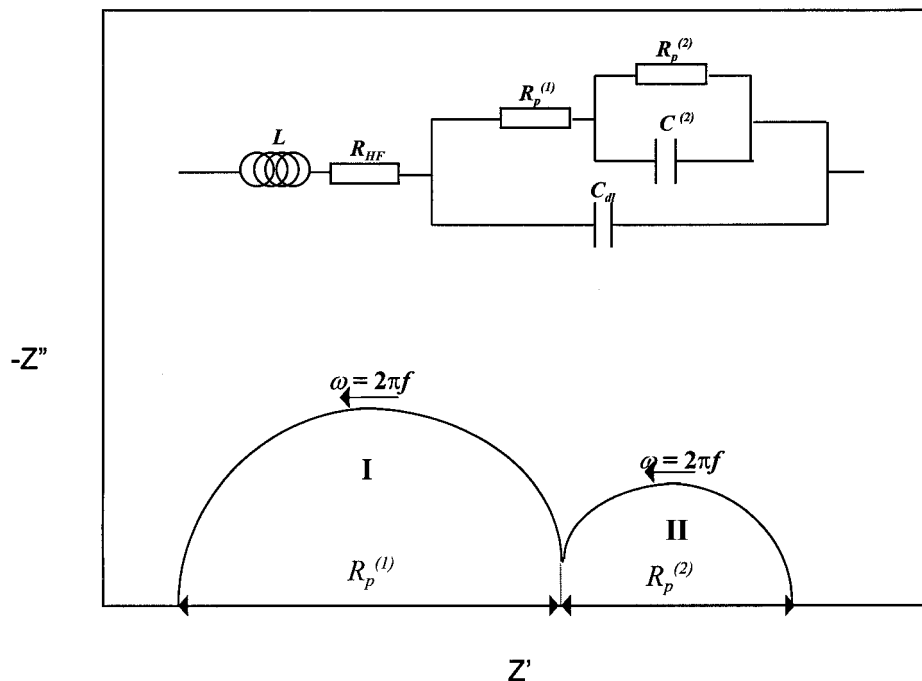 R_p^(2)
R_p^(1)
C^(2)
L
R_HF
C_dl
-Z"
ω = 2πf
ω = 2πf
I
II
R_p^(1)
R_p^(2)
Z'